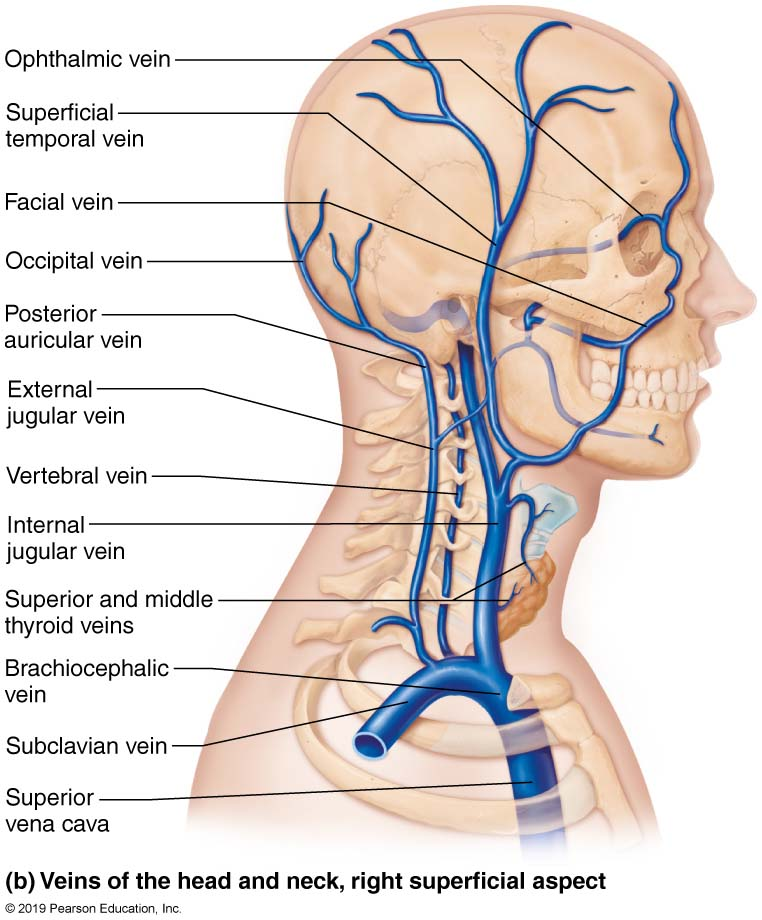 Ophthalmic vein
Superficial
temporal vein
Facial vein
Occipital vein
Posterior
auricular vein
External
jugular vein
Vertebral vein
Internal
jugular vein
Superior and middle
thyroid veins
Brachiocephalic
vein
Subclavian vein
Superior
vena cava
(b) Veins of the head and neck, right superficial aspect
© 2019 Pearson Education, Inc.